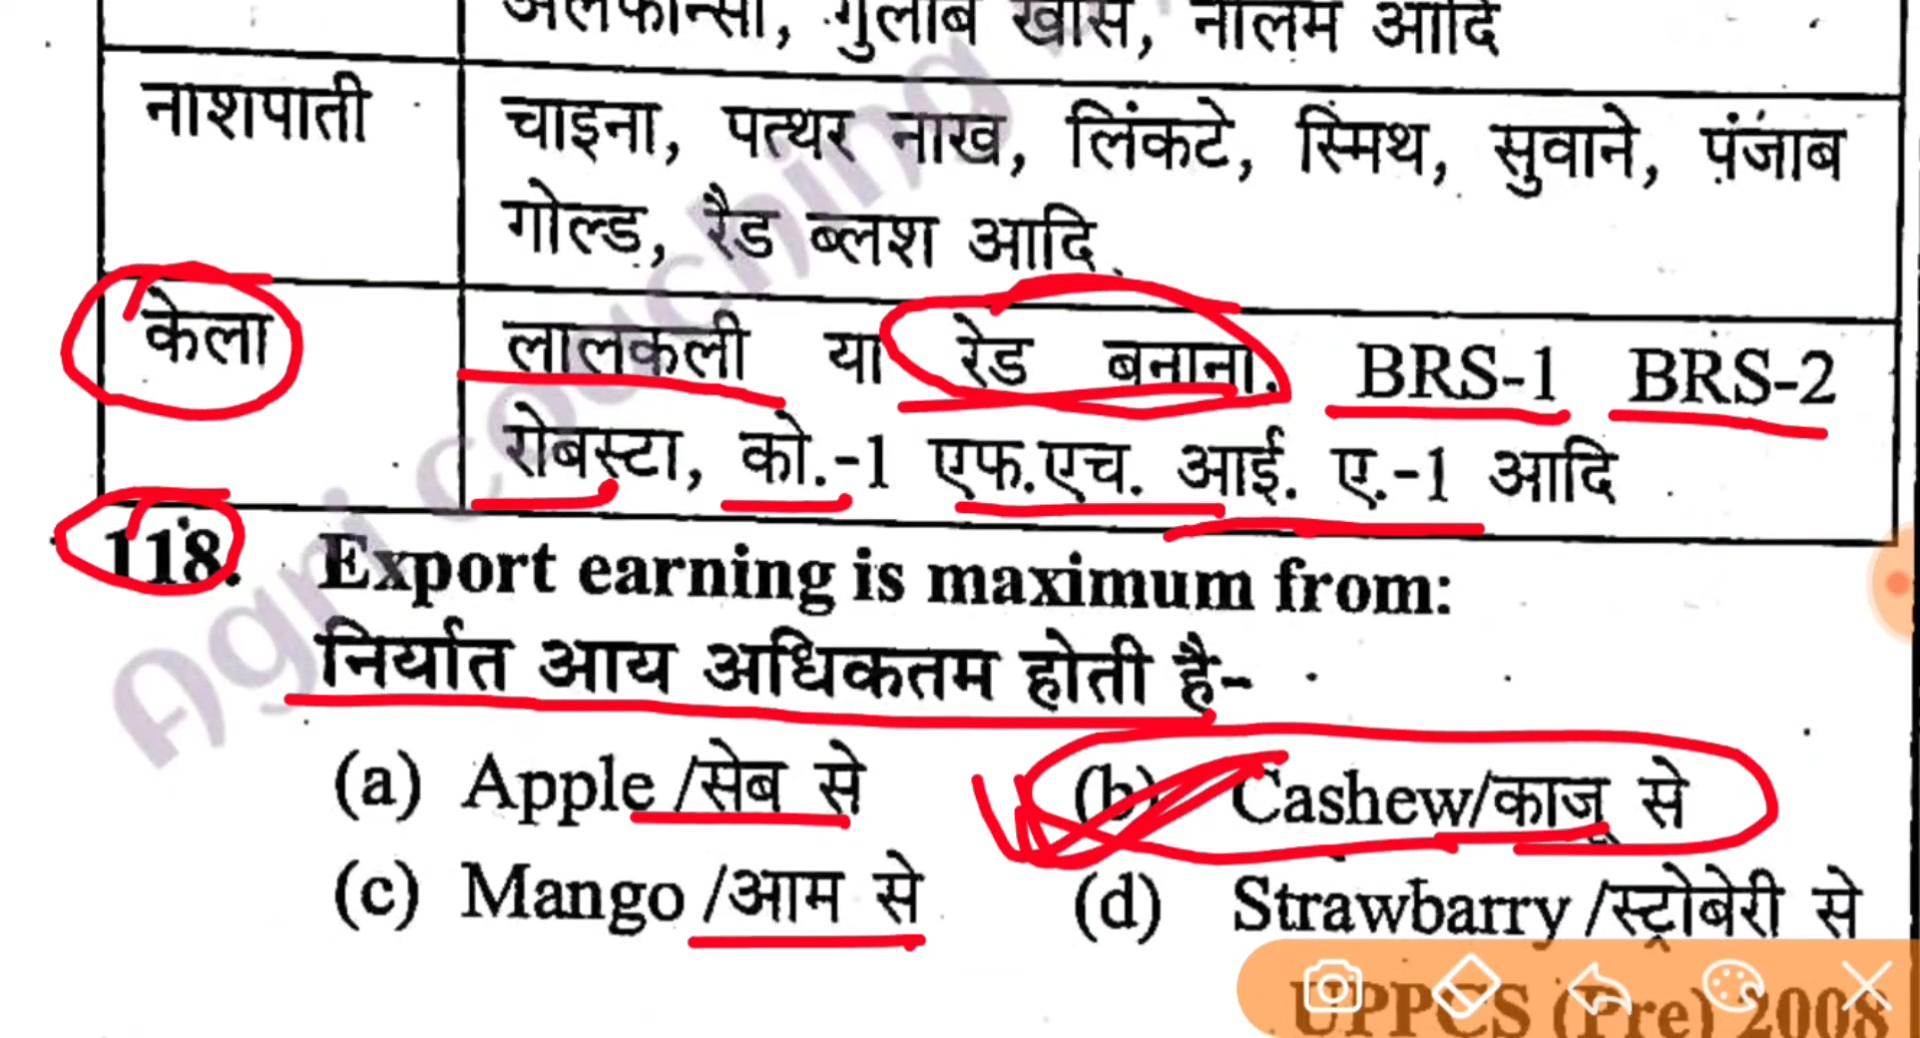 अलफान्सो, गुलाब खास, नीलम आदि
नाशपाती चाइना, पत्थर नाख, लिंकटे, स्मिथ, सुवाने, पंजाब
गोल्ड, रैड ब्लश आदि
केला लालकली या रेड बनाना, BRS-1 BRS-2
रोबस्टा, को.-1 एफ.एच. आई. ए.-1 आदि
118. Export earning is maximum from:
निर्यात आय अधिकतम होती है-
(a) Apple /सेब से (b) Cashew/काजू से
(c) Mango /आम से (d) Strawbarry /स्ट्रोबेरी से
UPPCS (Pre) 2008
Agri couching